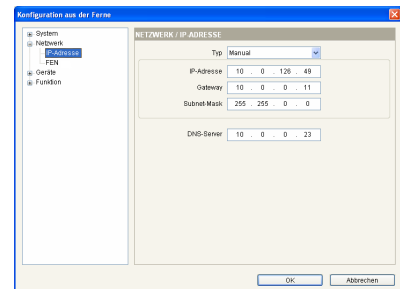 Konfiguration aus der Ferne
System
Netzwerk
IP-Adresse
FEN
Geräte
Funktion
NETZWERK / IP-ADRESSE
Typ Manual
IP-Adresse 10 . 0 . 126 . 49
Gateway 10 . 0 . 0 . 11
Subnet-Mask 255 . 255 . 0 . 0
DNS-Server 10 . 0 . 0 . 23
OK Abbrechen